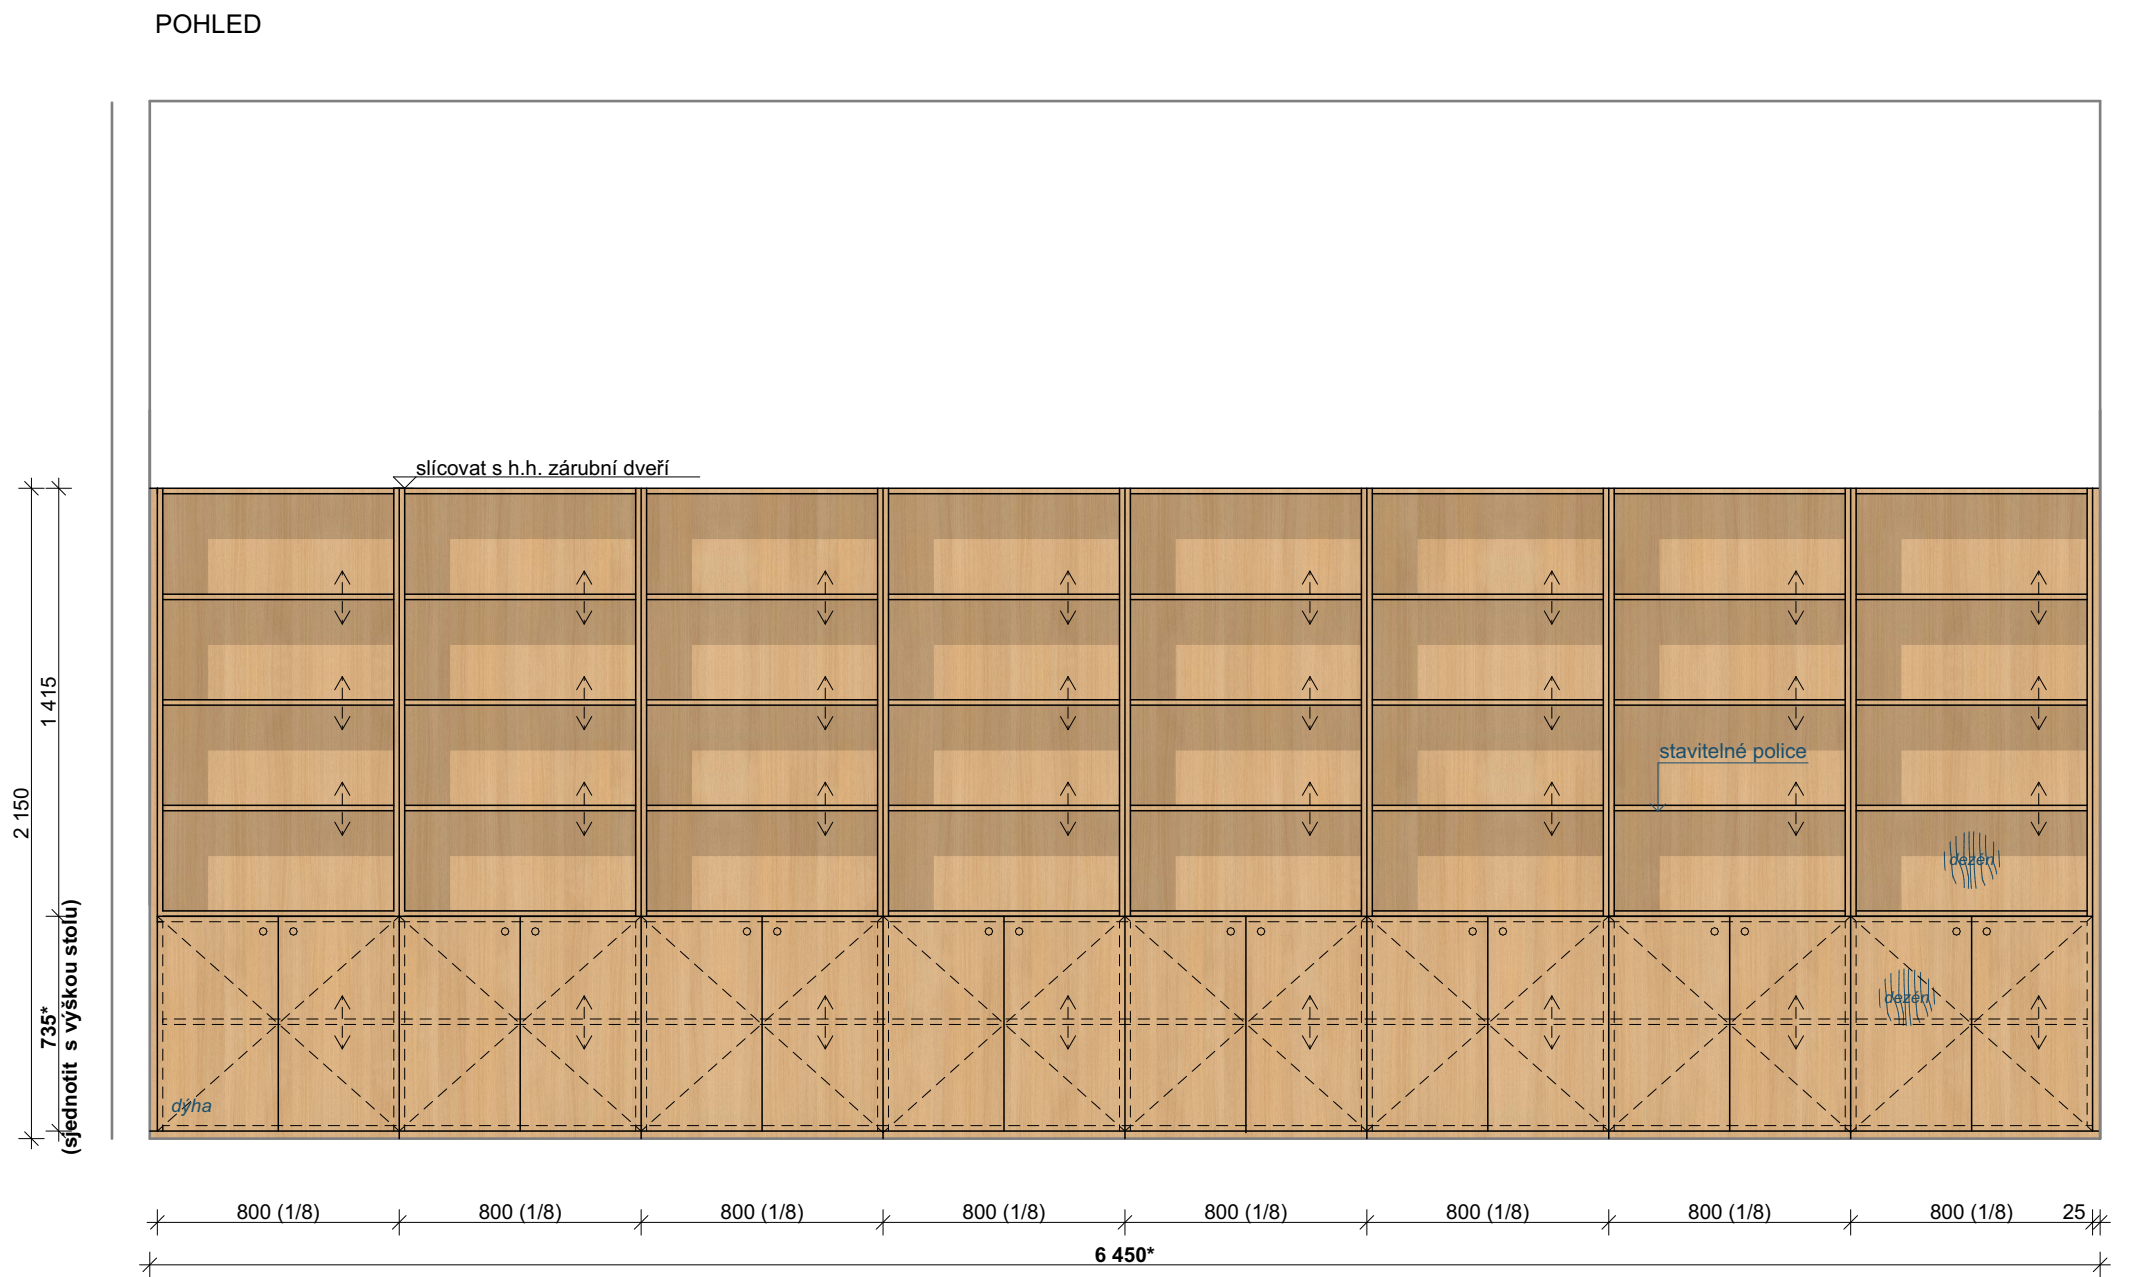 POHLED
slícovat s h.h. zárubní dveří
2 150
1 415
735*
(sjednotit s výškou stolu)
stavitelné police
dezén
dezén
dýha
800 (1/8)
800 (1/8)
800 (1/8)
800 (1/8)
800 (1/8)
800 (1/8)
800 (1/8)
800 (1/8)
25
6 450*